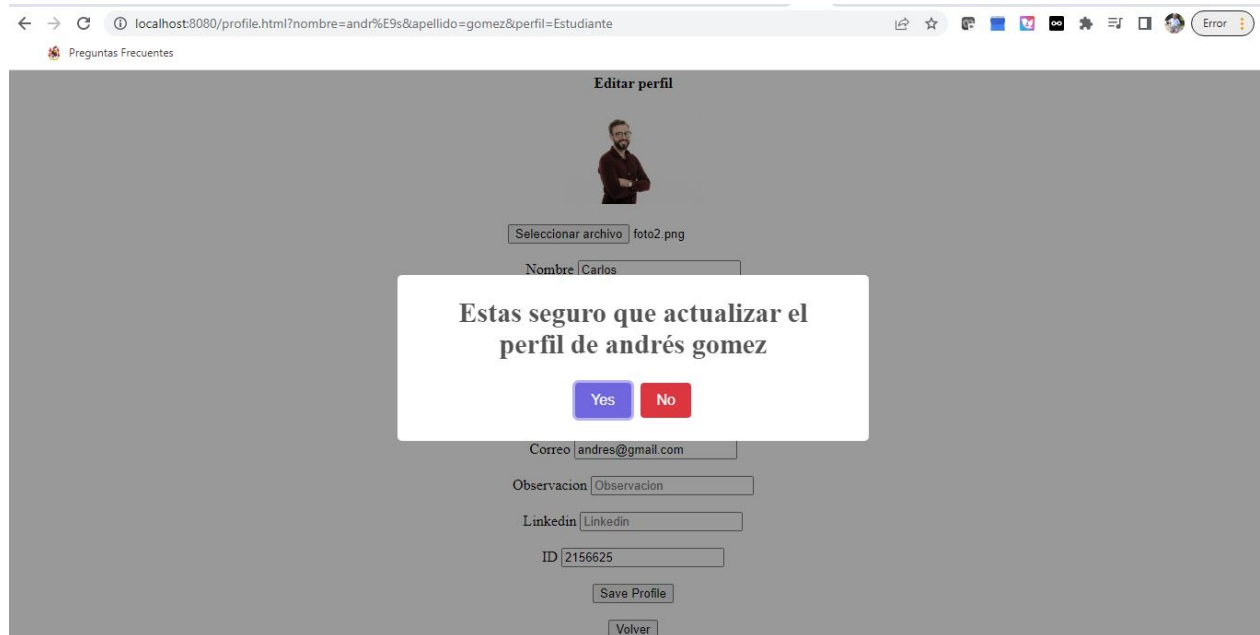 localhost:8080/profile.html?nombre=andr%E9s&apellido=gomez&perfil=Estudiante
Error
Preguntas Frecuentes
Editar perfil
Seleccionar archivo foto2.png
Nombre Carlos
Estas seguro que actualizar el
perfil de andrés gomez
Yes No
Correo andres@gmail.com
Observacion Observacion
Linkedin Linkedin
ID 2156625
Save Profile
Volver